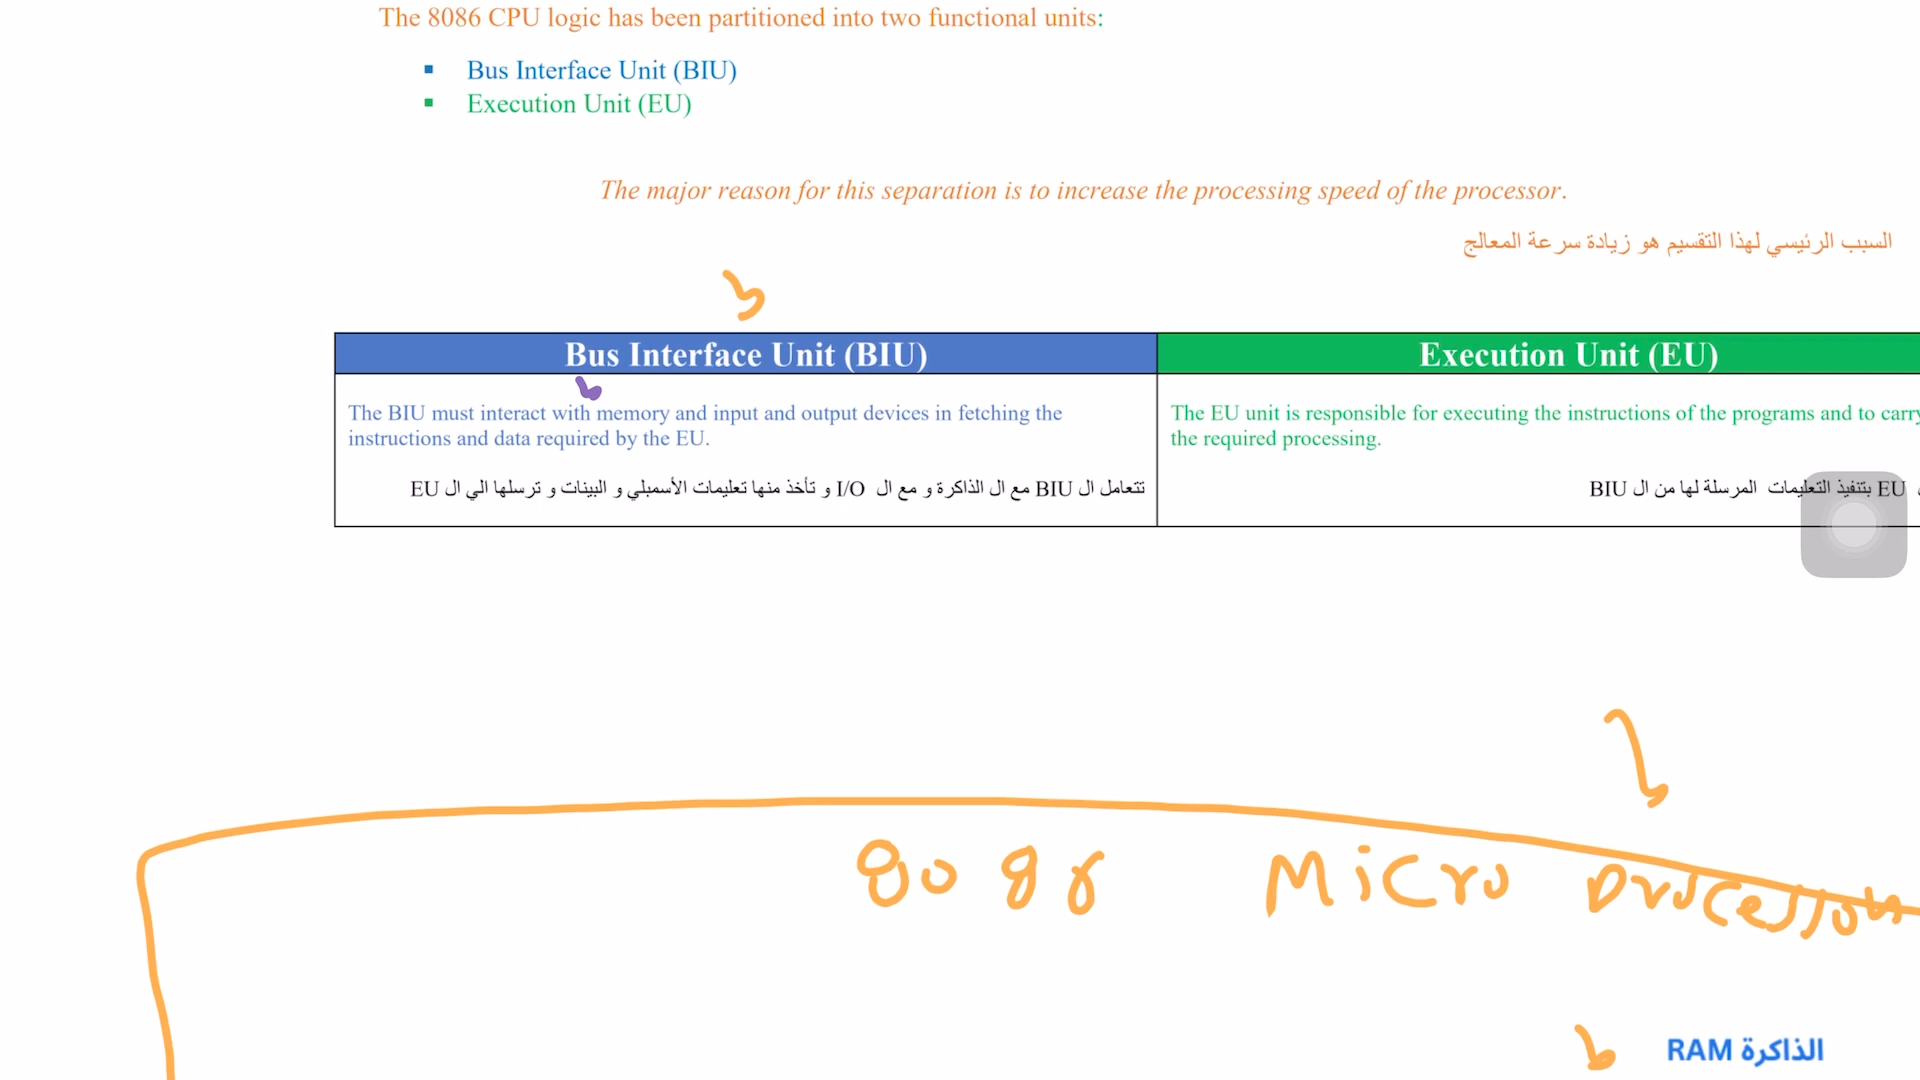 The 8086 CPU logic has been partitioned into two functional units:
▪ Bus Interface Unit (BIU)
▪ Execution Unit (EU)
The major reason for this separation is to increase the processing speed of the processor.
السبب الرئيسي لهذا التقسيم هو زيادة سرعة المعالج
Bus Interface Unit (BIU)
The BIU must interact with memory and input and output devices in fetching the
instructions and data required by the EU.
تتعامل ال BIU مع ال الذاكرة و مع ال I/O و تأخذ منها تعليمات الأسمبلي و البينات و ترسلها الي ال EU
Execution Unit (EU)
The EU unit is responsible for executing the instructions of the programs and to carry
the required processing.
EU بتنفيذ التعليمات المرسلة لها من ال BIU
8086 Micro processor
الذاكرة RAM